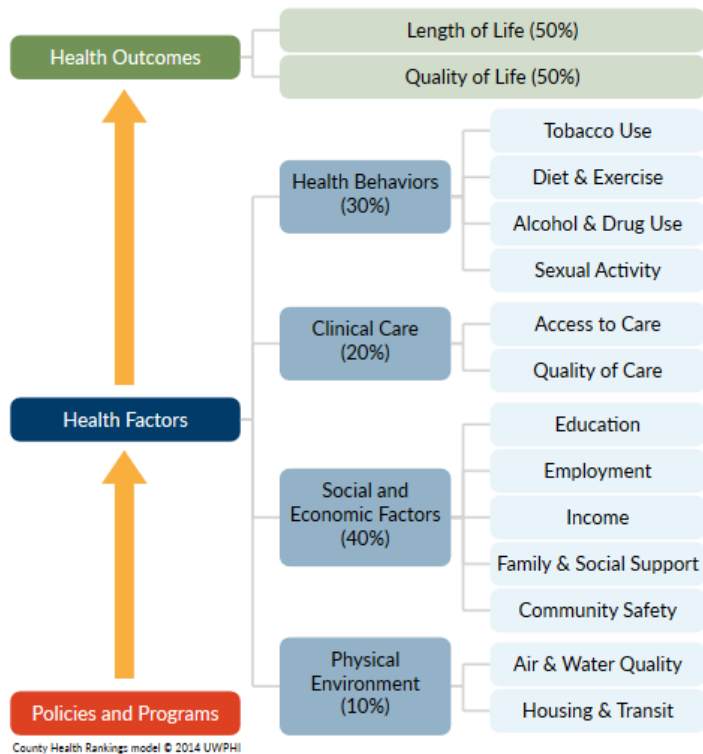 Health Outcomes
Length of Life (50%)
Quality of Life (50%)
Health Behaviors
(30%)
Tobacco Use
Diet & Exercise
Alcohol & Drug Use
Sexual Activity
Clinical Care
(20%)
Access to Care
Quality of Care
Health Factors
Social and
Economic Factors
(40%)
Education
Employment
Income
Family & Social Support
Community Safety
Physical
Environment
(10%)
Air & Water Quality
Housing & Transit
Policies and Programs
County Health Rankings model © 2014 UWPHI